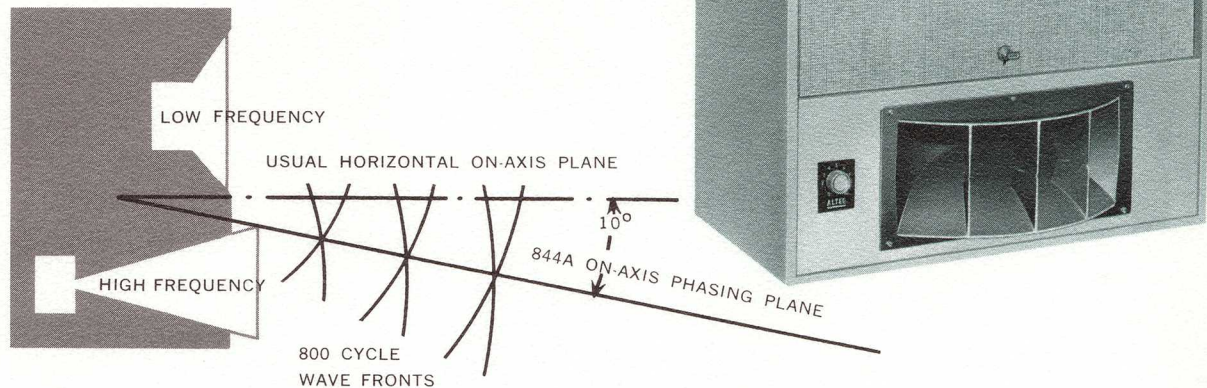 LOW FREQUENCY
USUAL HORIZONTAL ON-AXIS PLANE
10°
844A ON-AXIS PHASING PLANE
HIGH FREQUENCY
800 CYCLE
WAVE FRONTS
ALTEC